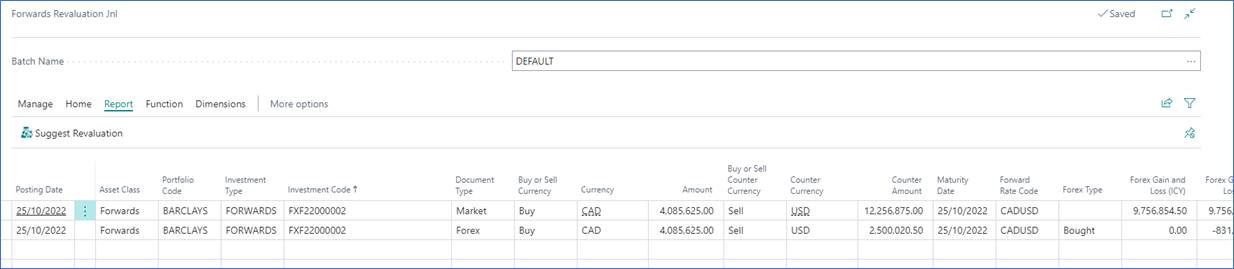 Forwards Revaluation Jnl
Saved
Batch Name
DEFAULT
Manage Home Report Function Dimensions More options
Suggest Revaluation
Posting Date Asset Class Portfolio Code Investment Type Investment Code ↑ Document Type Buy or Sell Currency Currency Amount Buy or Sell Counter Currency Counter Currency Counter Amount Maturity Date Forward Rate Code Forex Type Forex Gain and Loss (ICY) Forex G Los
25/10/2022 Forwards BARCLAYS FORWARDS FXF22000002 Market Buy CAD 4,085,625.00 Sell USD 12,256,875.00 25/10/2022 CADUSD 9,756,854.50 9,756,
25/10/2022 Forwards BARCLAYS FORWARDS FXF22000002 Forex Buy CAD 4,085,625.00 Sell USD 2,500,020.50 25/10/2022 CADUSD Bought 0.00 -831,